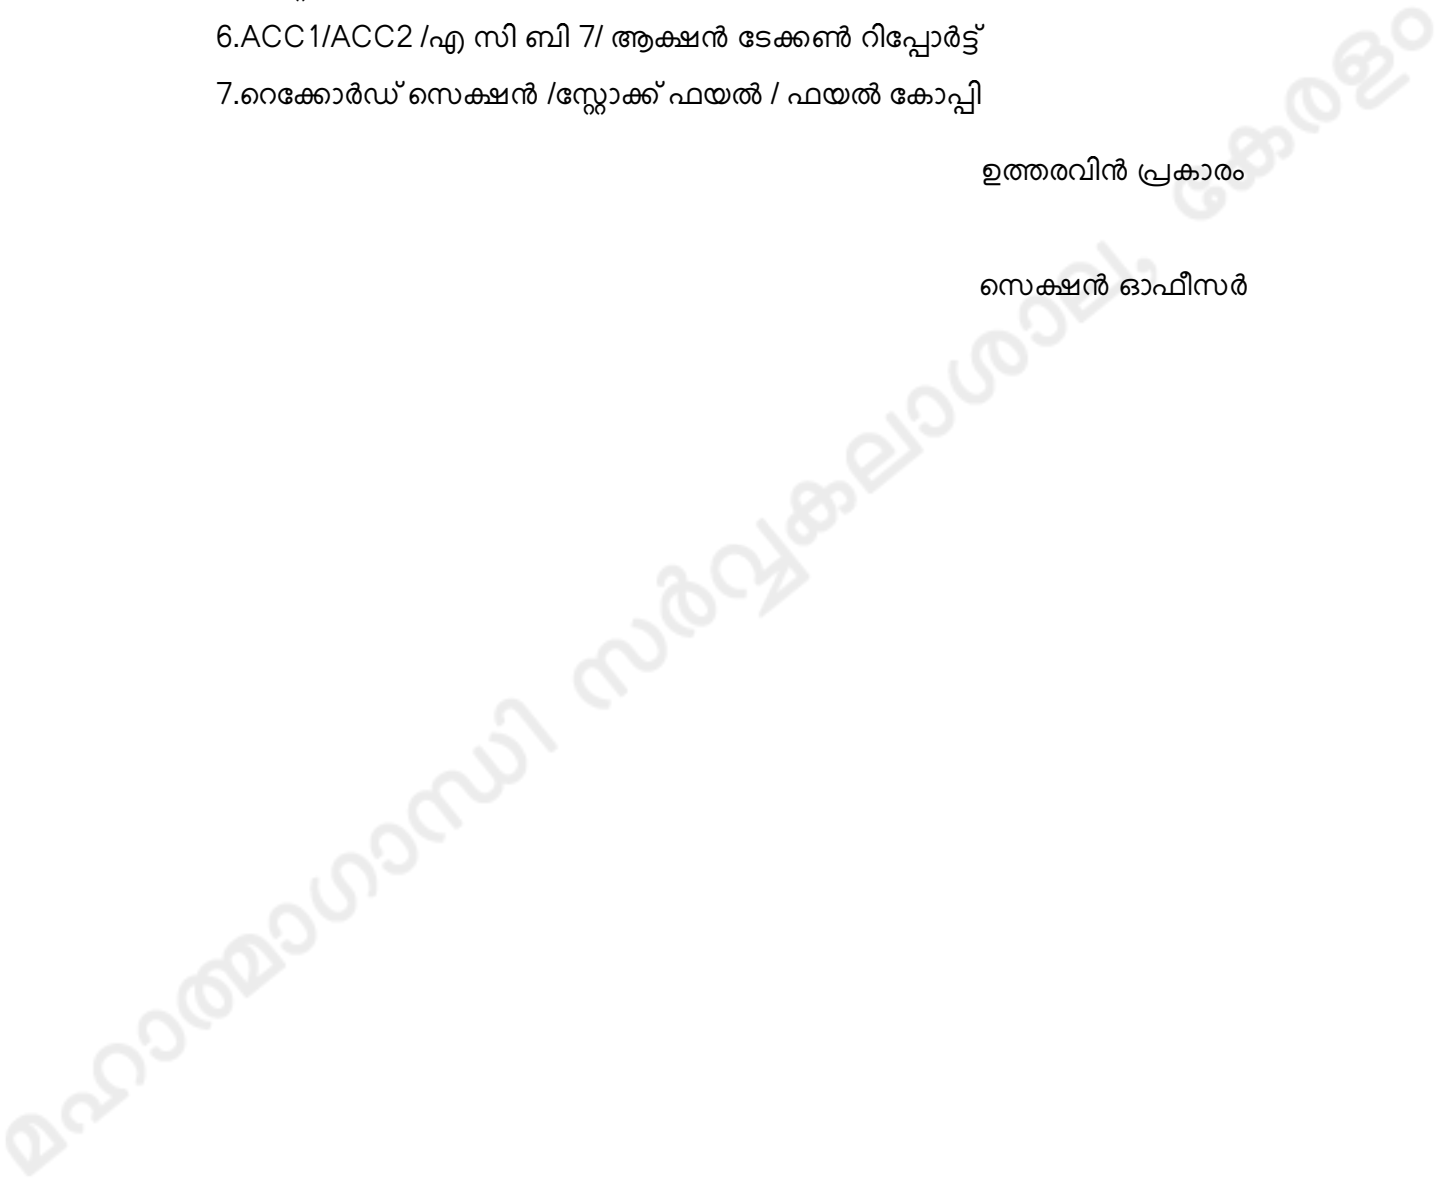 6.ACC1/ACC2 /എ സി ബി 7/ ആക്ഷൻ ടേക്കൺ റിപ്പോർട്ട്
7.റെക്കോർഡ് സെക്ഷൻ /സ്റ്റോക്ക് ഫയൽ / ഫയൽ കോപ്പി
ഉത്തരവിൻ പ്രകാരം
സെക്ഷൻ ഓഫീസർ
മഹാത്മാഗാന്ധി സർവ്വകലാശാല, കേരളം